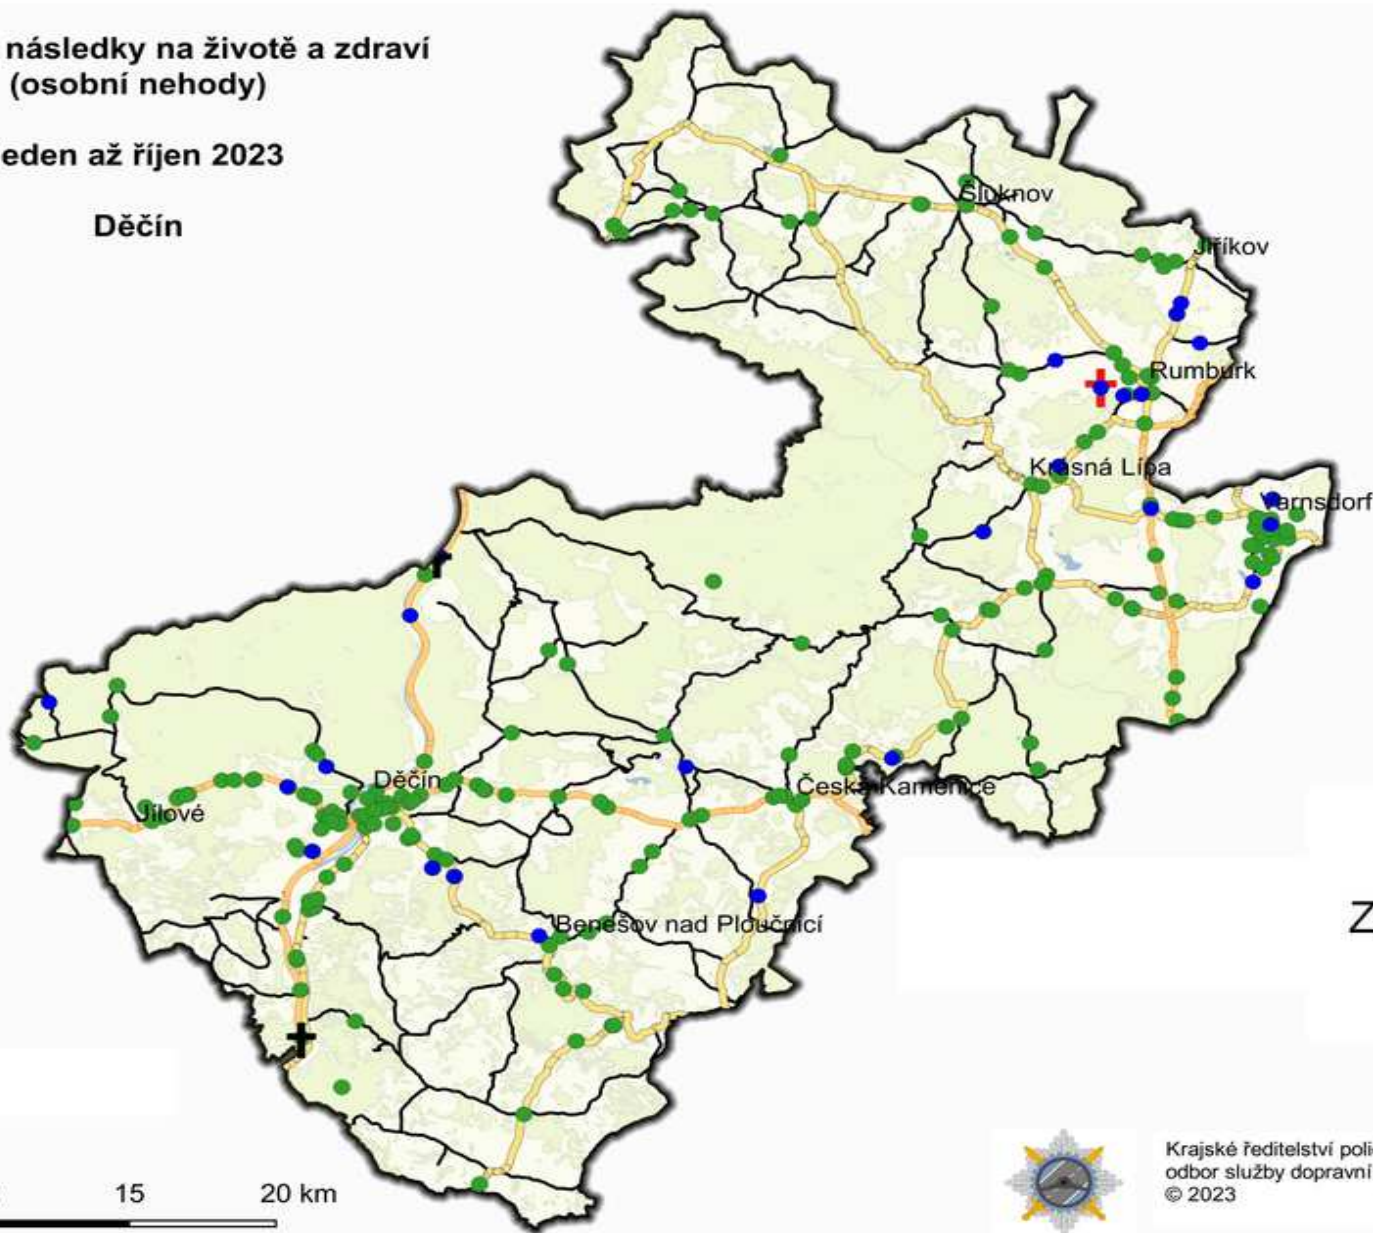 následky na životě a zdraví
(osobní nehody)
eden až říjen 2023
Děčín
Šluknov
Jiříkov
Rumburk
Krásná Lípa
Varnsdorf
Děčín
Jílové
Česká Kamenice
Benešov nad Ploučnicí
Z
15 20 km
Krajské ředitelství poli
odbor služby dopravní
© 2023